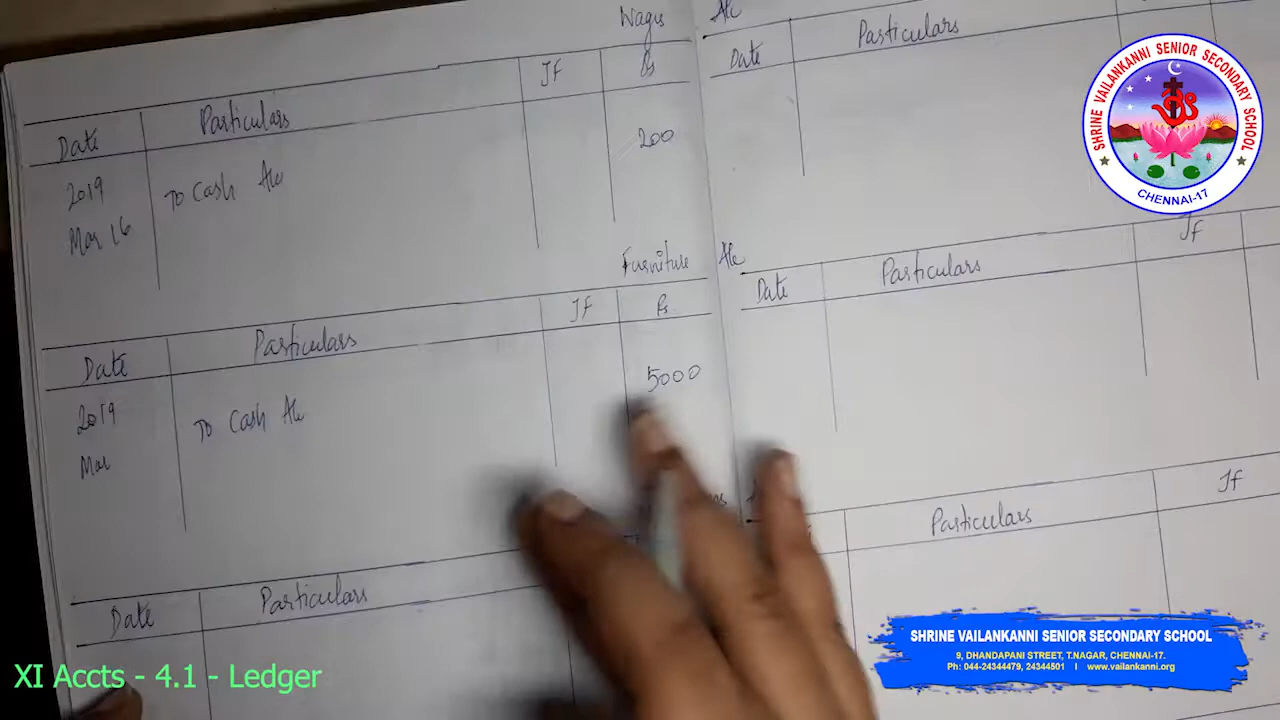 Wages A/c
Date Particulars JF Rs Date Particulars
2019 To Cash A/c 200
Mar 16
Furniture A/c
Date Particulars JF Rs Date Particulars JF
2019 To Cash A/c 5000
Mar
Date Particulars Particulars JF
SHRINE VAILANKANNI SENIOR SECONDARY SCHOOL
CHENNAI-17
SHRINE VAILANKANNI SENIOR SECONDARY SCHOOL
9, DHANDAPANI STREET, T.NAGAR, CHENNAI-17.
Ph: 044-24344479, 24344501 I www.vailankanni.org
XI Accts - 4.1 - Ledger